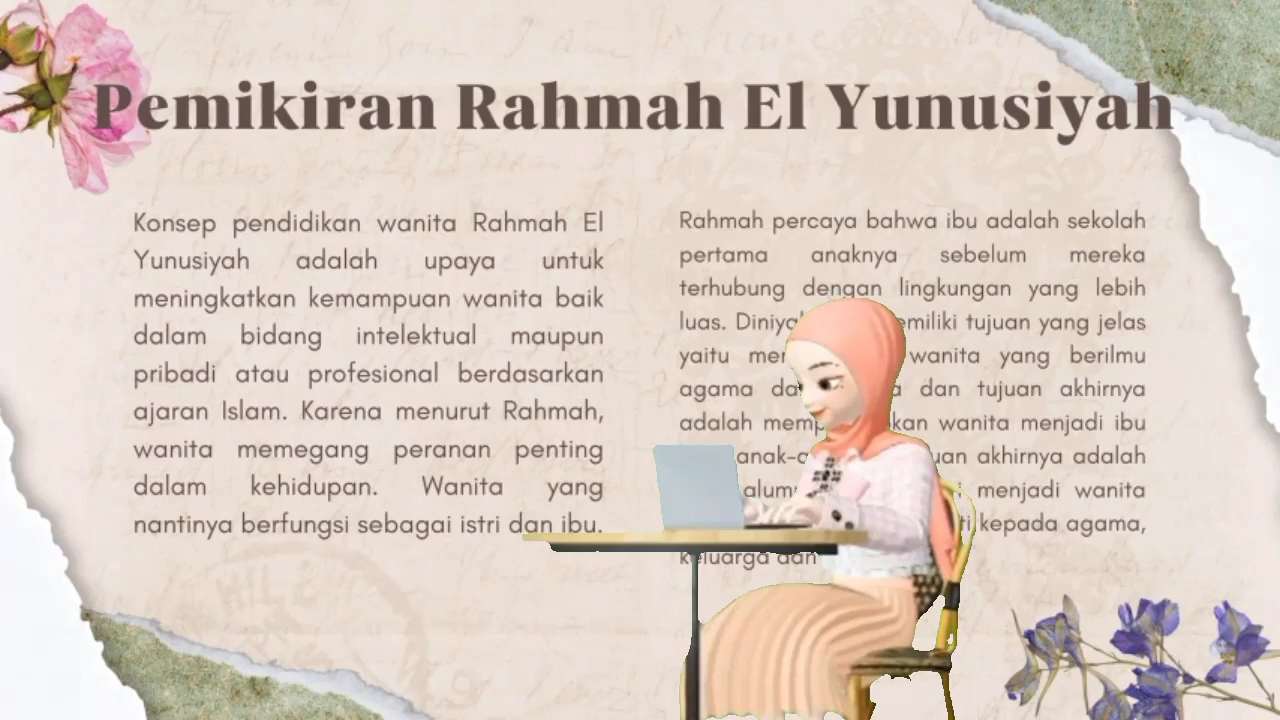 Pemikiran Rahmah El Yunusiyah
Konsep pendidikan wanita Rahmah El
Yunusiyah adalah upaya untuk
meningkatkan kemampuan wanita baik
dalam bidang intelektual maupun
pribadi atau profesional berdasarkan
ajaran Islam. Karena menurut Rahmah,
wanita memegang peranan penting
dalam kehidupan. Wanita yang
nantinya berfungsi sebagai istri dan ibu.
Rahmah percaya bahwa ibu adalah sekolah
pertama anaknya sebelum mereka
terhubung dengan lingkungan yang lebih
luas. tujuan yang jelas
yaitu wanita yang berilmu
agama dan tujuan akhirnya
adalah wanita menjadi ibu
akhirnya adalah
menjadi wanita
kepada agama,
keluarga dan